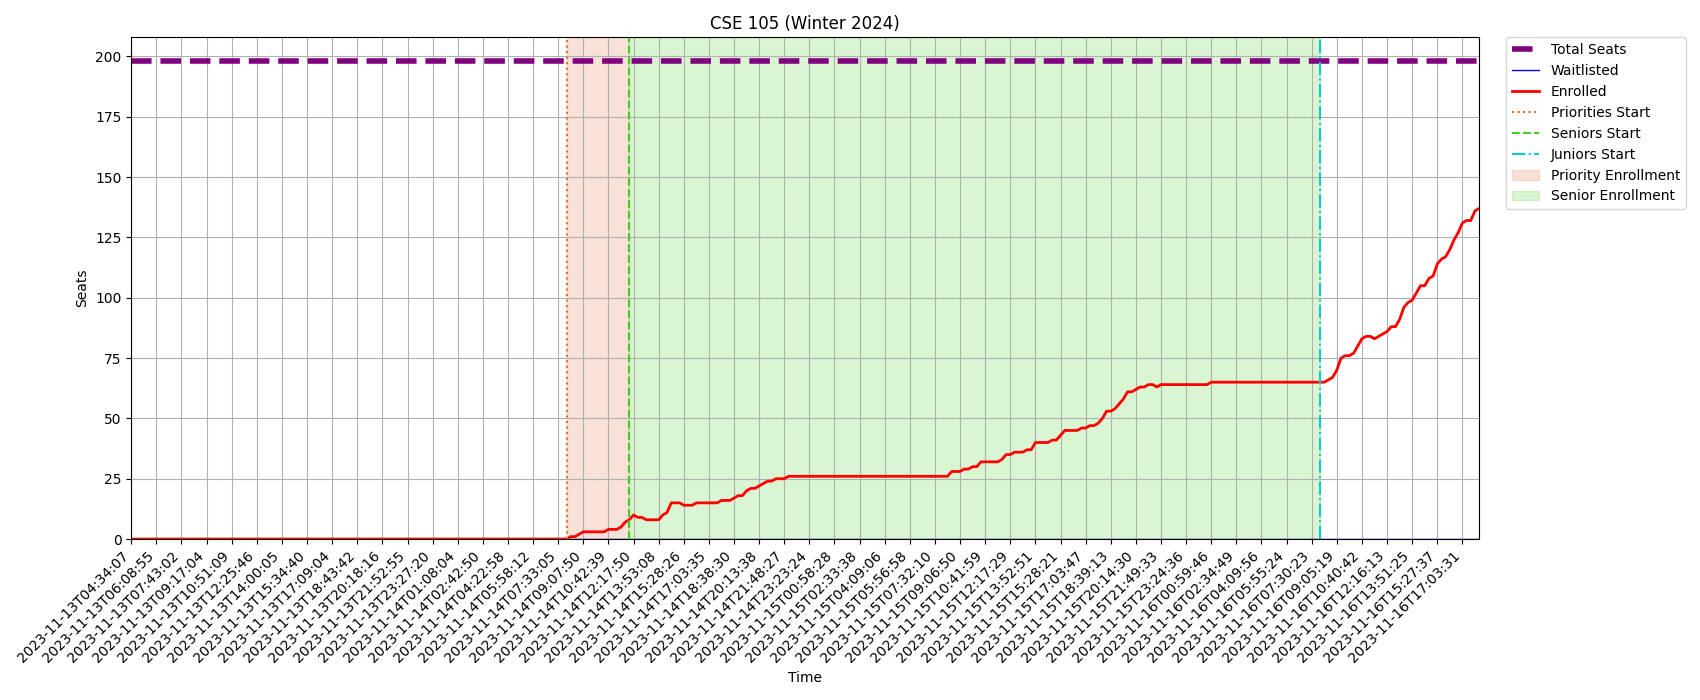 CSE 105 (Winter 2024)
Seats
200
175
150
125
100
75
50
25
0
2023-11-13T04:34:07
2023-11-13T06:08:55
2023-11-13T07:43:02
2023-11-13T09:17:04
2023-11-13T10:51:09
2023-11-13T12:25:46
2023-11-13T14:00:05
2023-11-13T15:34:40
2023-11-13T17:09:04
2023-11-13T18:43:42
2023-11-13T20:18:16
2023-11-13T21:52:55
2023-11-13T23:27:20
2023-11-14T01:08:04
2023-11-14T02:42:50
2023-11-14T04:22:58
2023-11-14T05:58:12
2023-11-14T07:33:05
2023-11-14T09:07:50
2023-11-14T10:42:39
2023-11-14T12:17:50
2023-11-14T13:53:08
2023-11-14T15:28:26
2023-11-14T17:03:35
2023-11-14T18:38:30
2023-11-14T20:13:38
2023-11-14T21:48:27
2023-11-14T23:23:24
2023-11-15T00:58:28
2023-11-15T02:33:38
2023-11-15T04:09:06
2023-11-15T05:56:58
2023-11-15T07:32:10
2023-11-15T09:06:50
2023-11-15T10:41:59
2023-11-15T12:17:29
2023-11-15T13:52:51
2023-11-15T15:28:21
2023-11-15T17:03:47
2023-11-15T18:39:13
2023-11-15T20:14:30
2023-11-15T21:49:33
2023-11-15T23:24:36
2023-11-16T00:59:46
2023-11-16T02:34:49
2023-11-16T04:09:56
2023-11-16T05:55:24
2023-11-16T07:30:23
2023-11-16T09:05:19
2023-11-16T10:40:42
2023-11-16T12:16:13
2023-11-16T13:51:25
2023-11-16T15:27:37
2023-11-16T17:03:31
Time
Total Seats
Waitlisted
Enrolled
Priorities Start
Seniors Start
Juniors Start
Priority Enrollment
Senior Enrollment